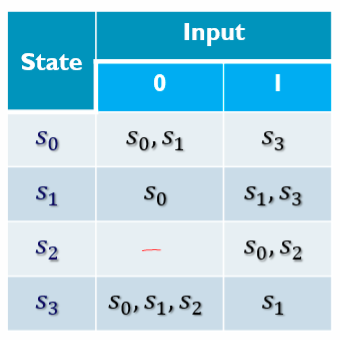 State Input
0 1
s₀ s₀, s₁ s₃
s₁ s₀ s₁, s₃
s₂ — s₀, s₂
s₃ s₀, s₁, s₂ s₁